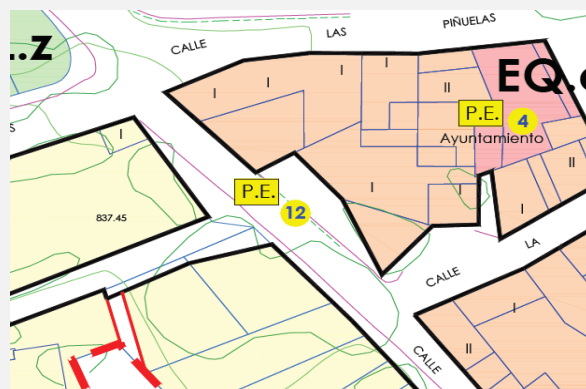 CALLE LAS PIÑUELAS
..Z
EQ.
I
I
I
I
II
P.E.
4
Ayuntamiento
S
I
II
P.E.
12
I
I
I
837.45
CALLE LA
I
II
CALLE